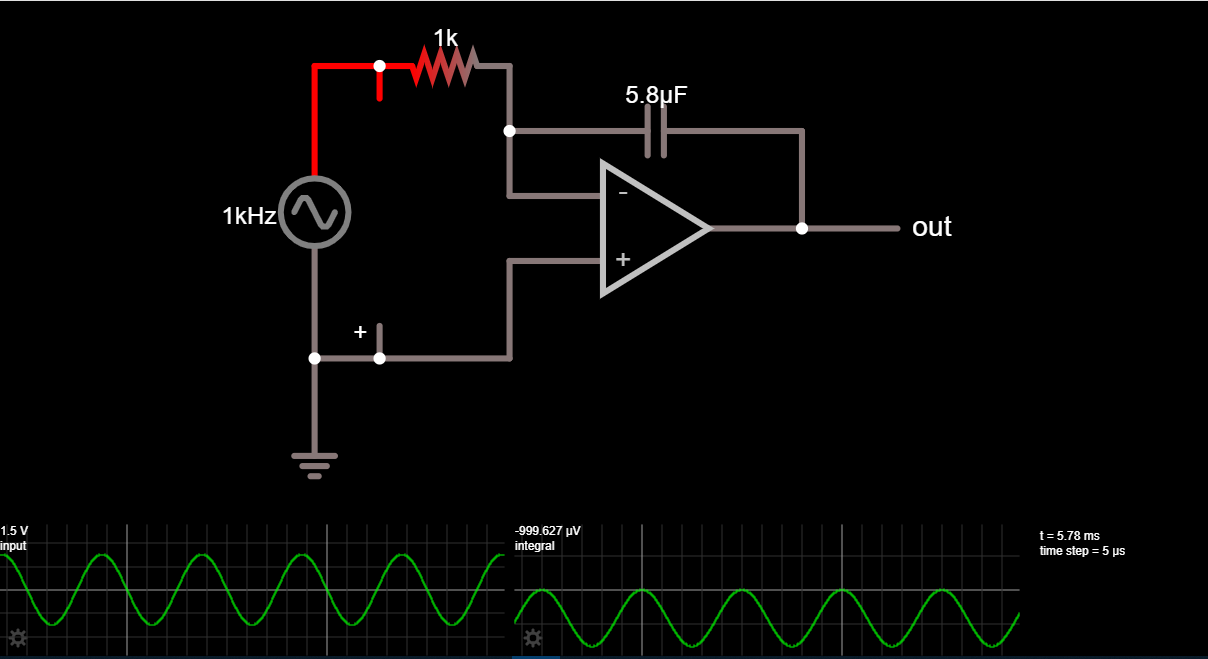 1k
5.8µF
-
1kHz
out
+
+
1.5 V
input
-999.627 µV
integral
t = 5.78 ms
time step = 5 µs